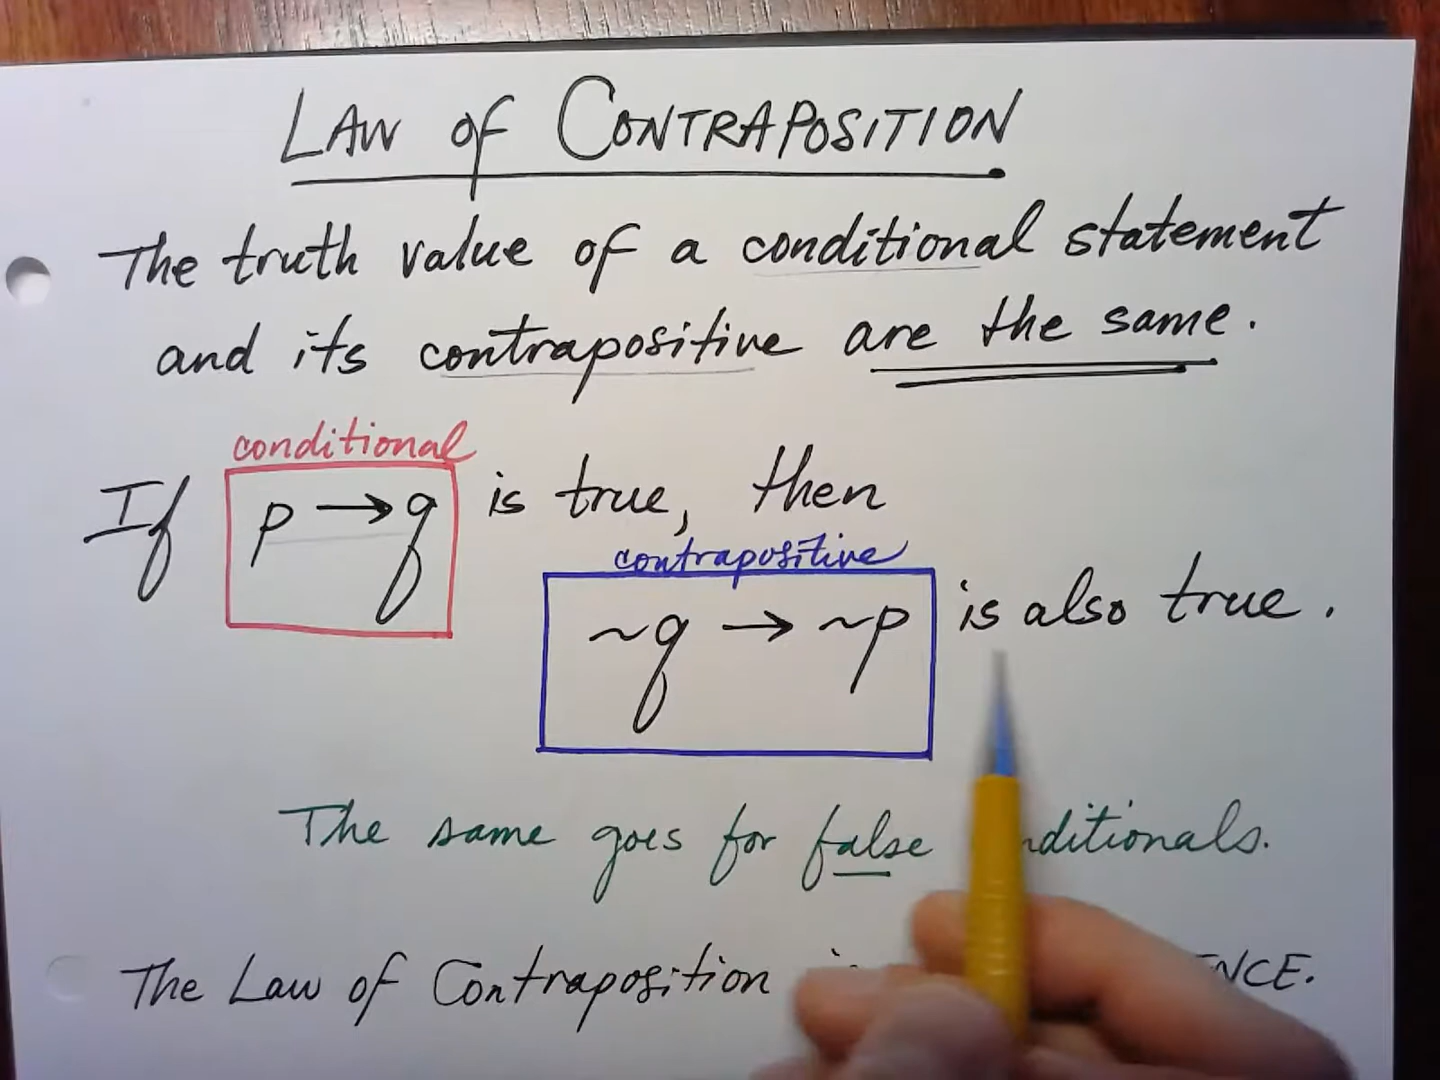 LAW of CONTRAPOSITION
The truth value of a conditional statement
and its contrapositive are the same.
conditional
If p → q is true, then
contrapositive
~q → ~p is also true.
The same goes for false nditionals.
The Law of Contraposition NCE.